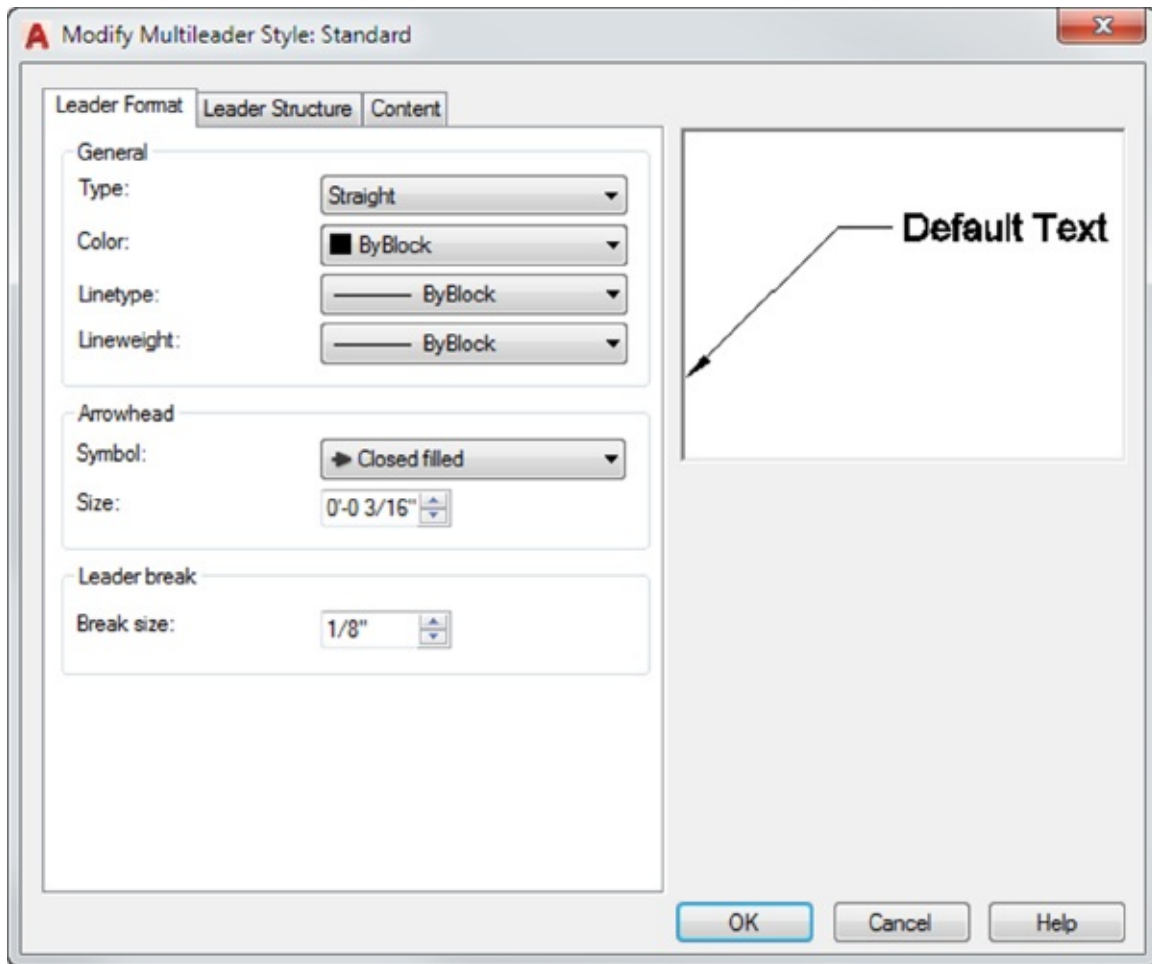 Modify Multileader Style: Standard
Leader Format Leader Structure Content
General
Type: Straight
Color: ByBlock
Linetype: ByBlock
Lineweight: ByBlock
Arrowhead
Symbol: Closed filled
Size: 0'-0 3/16"
Leader break
Break size: 1/8"
Default Text
OK Cancel Help